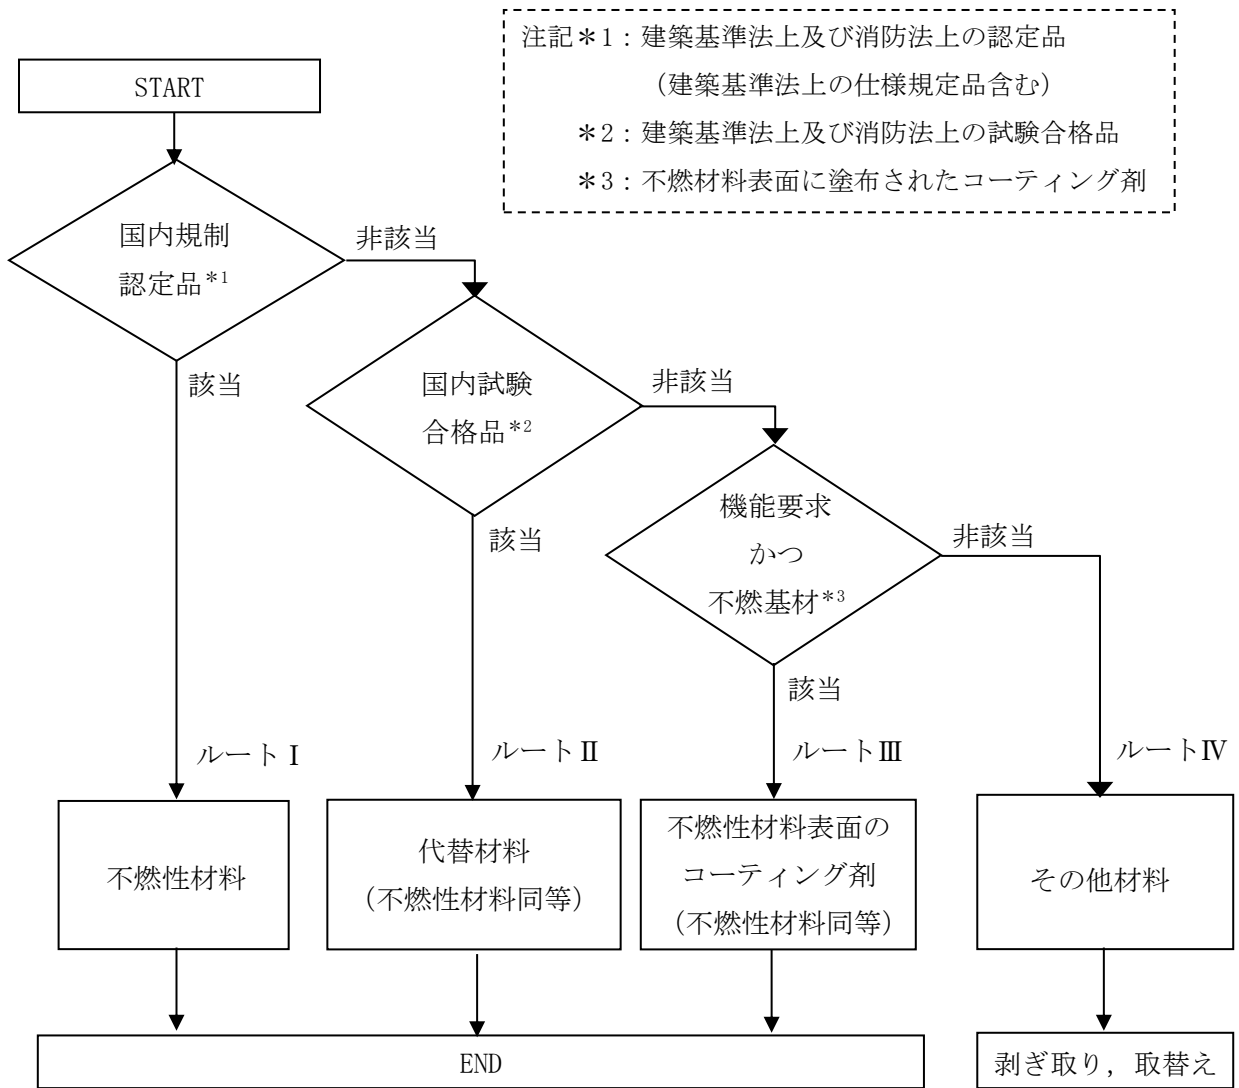 注記＊1：建築基準法上及び消防法上の認定品
（建築基準法上の仕様規定品含む）
＊2：建築基準法上及び消防法上の試験合格品
＊3：不燃材料表面に塗布されたコーティング剤
START
国内規制
認定品＊1
非該当
該当
国内試験
合格品＊2
非該当
該当
機能要求
かつ
不燃基材＊3
非該当
該当
ルートⅠ
ルートⅡ
ルートⅢ
ルートⅣ
不燃性材料
代替材料
（不燃性材料同等）
不燃性材料表面の
コーティング剤
（不燃性材料同等）
その他材料
END
剥ぎ取り，取替え